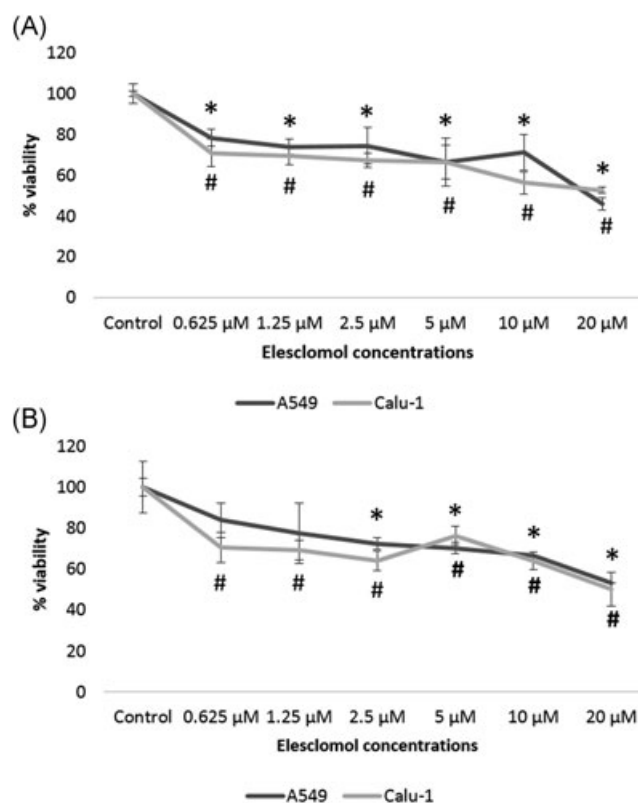 (A)
120
100
80
60
40
20
0
% viability
* * * * * *
# # # # # #
Control 0.625 µM 1.25 µM 2.5 µM 5 µM 10 µM 20 µM
Elesclomol concentrations
A549 Calu-1
(B)
120
100
80
60
40
20
0
% viability
* * * *
# # # # # #
Control 0.625 µM 1.25 µM 2.5 µM 5 µM 10 µM 20 µM
Elesclomol concentrations
A549 Calu-1